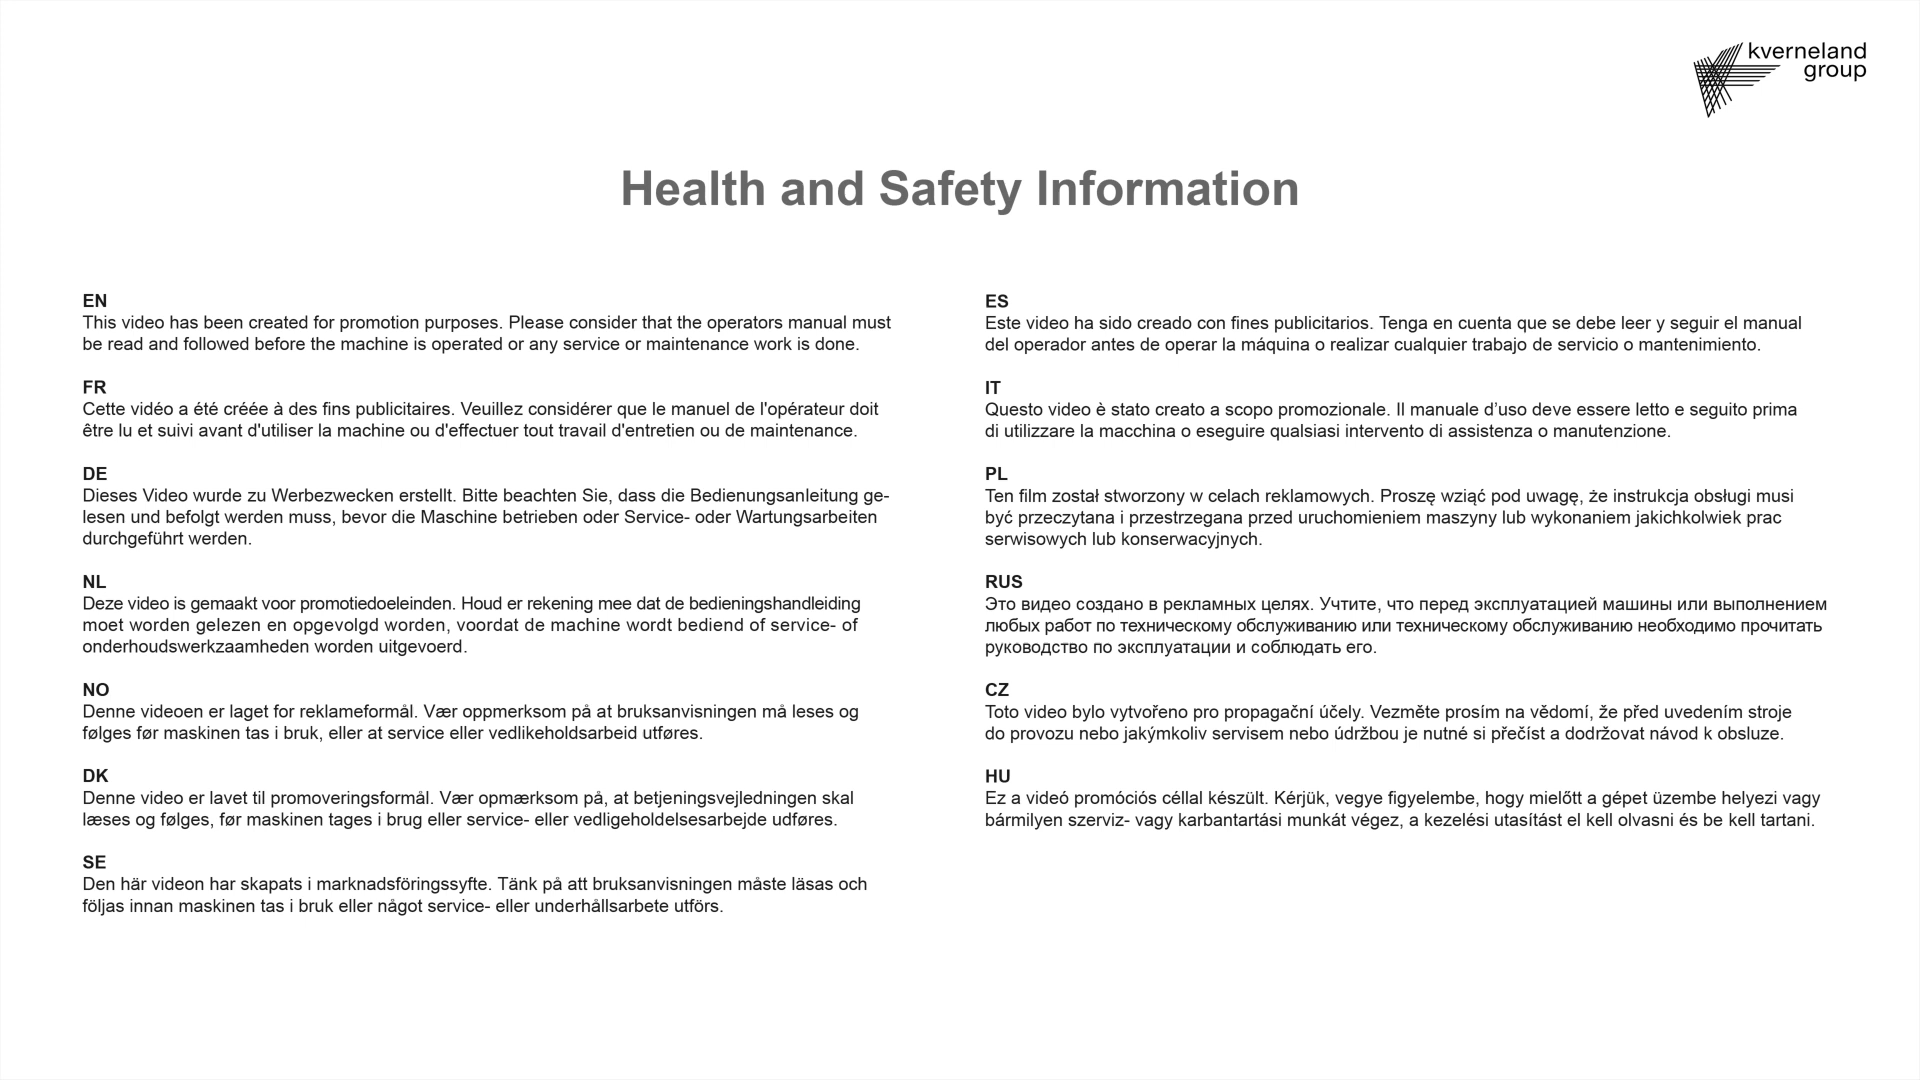 kverneland
group
Health and Safety Information
EN
This video has been created for promotion purposes. Please consider that the operators manual must
be read and followed before the machine is operated or any service or maintenance work is done.
FR
Cette vidéo a été créée à des fins publicitaires. Veuillez considérer que le manuel de l'opérateur doit
être lu et suivi avant d'utiliser la machine ou d'effectuer tout travail d'entretien ou de maintenance.
DE
Dieses Video wurde zu Werbezwecken erstellt. Bitte beachten Sie, dass die Bedienungsanleitung ge-
lesen und befolgt werden muss, bevor die Maschine betrieben oder Service- oder Wartungsarbeiten
durchgeführt werden.
NL
Deze video is gemaakt voor promotiedoeleinden. Houd er rekening mee dat de bedieningshandleiding
moet worden gelezen en opgevolgd worden, voordat de machine wordt bediend of service- of
onderhoudswerkzaamheden worden uitgevoerd.
NO
Denne videoen er laget for reklameformål. Vær oppmerksom på at bruksanvisningen må leses og
følges før maskinen tas i bruk, eller at service eller vedlikeholdsarbeid utføres.
DK
Denne video er lavet til promoveringsformål. Vær opmærksom på, at betjeningsvejledningen skal
læses og følges, før maskinen tages i brug eller service- eller vedligeholdelsesarbejde udføres.
SE
Den här videon har skapats i marknadsföringssyfte. Tänk på att bruksanvisningen måste läsas och
följas innan maskinen tas i bruk eller något service- eller underhållsarbete utförs.
ES
Este video ha sido creado con fines publicitarios. Tenga en cuenta que se debe leer y seguir el manual
del operador antes de operar la máquina o realizar cualquier trabajo de servicio o mantenimiento.
IT
Questo video è stato creato a scopo promozionale. Il manuale d’uso deve essere letto e seguito prima
di utilizzare la macchina o eseguire qualsiasi intervento di assistenza o manutenzione.
PL
Ten film został stworzony w celach reklamowych. Proszę wziąć pod uwagę, że instrukcja obsługi musi
być przeczytana i przestrzegana przed uruchomieniem maszyny lub wykonaniem jakichkolwiek prac
serwisowych lub konserwacyjnych.
RUS
Это видео создано в рекламных целях. Учтите, что перед эксплуатацией машины или выполнением
любых работ по техническому обслуживанию или техническому обслуживанию необходимо прочитать
руководство по эксплуатации и соблюдать его.
CZ
Toto video bylo vytvořeno pro propagační účely. Vezměte prosím na vědomí, že před uvedením stroje
do provozu nebo jakýmkoliv servisem nebo údržbou je nutné si přečíst a dodržovat návod k obsluze.
HU
Ez a videó promóciós céllal készült. Kérjük, vegye figyelembe, hogy mielőtt a gépet üzembe helyezi vagy
bármilyen szerviz- vagy karbantartási munkát végez, a kezelési utasítást el kell olvasni és be kell tartani.